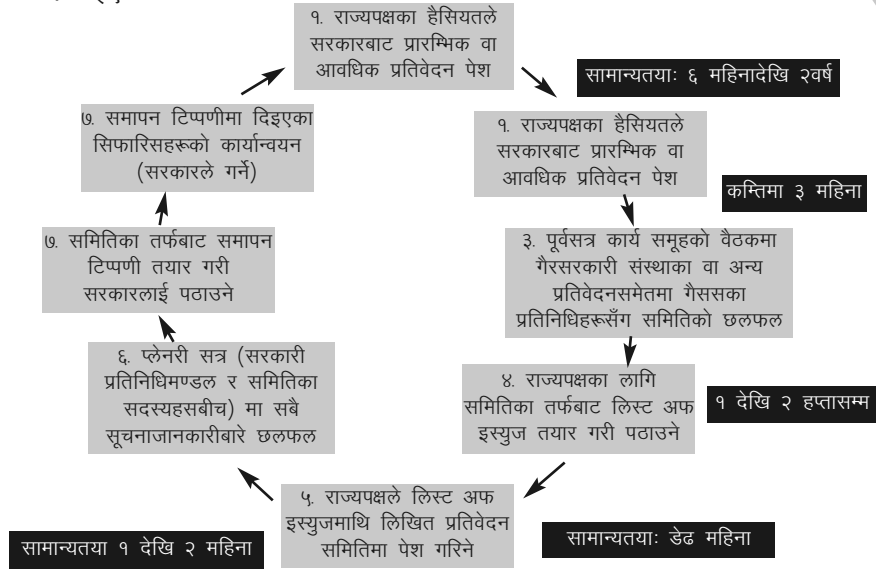 १. राज्यपक्षका हैसियतले
सरकारबाट प्रारम्भिक वा
आवधिक प्रतिवेदन पेश
सामान्यतयाः ६ महिनादेखि २वर्ष
१. राज्यपक्षका हैसियतले
सरकारबाट प्रारम्भिक वा
आवधिक प्रतिवेदन पेश
कम्तिमा ३ महिना
३. पूर्वसत्र कार्य समूहको वैठकमा
गैरसरकारी संस्थाका वा अन्य
प्रतिवेदनसमेतमा गैससका
प्रतिनिधिहरूसँग समितिको छलफल
४. राज्यपक्षका लागि
समितिका तर्फबाट लिस्ट अफ
इस्युज तयार गरी पठाउने
१ देखि २ हप्तासम्म
५. राज्यपक्षले लिस्ट अफ
इस्युजमाथि लिखित प्रतिवेदन
समितिमा पेश गरिने
सामान्यतयाः डेढ महिना
सामान्यतया १ देखि २ महिना
६. प्लेनरी सत्र (सरकारी
प्रतिनिधिमण्डल र समितिका
सदस्यहसबीच) मा सबै
सूचनाजानकारीबारे छलफल
७. समितिका तर्फबाट समापन
टिप्पणी तयार गरी
सरकारलाई पठाउने
७. समापन टिप्पणीमा दिइएका
सिफारिसहरूको कार्यान्वयन
(सरकारले गर्ने)